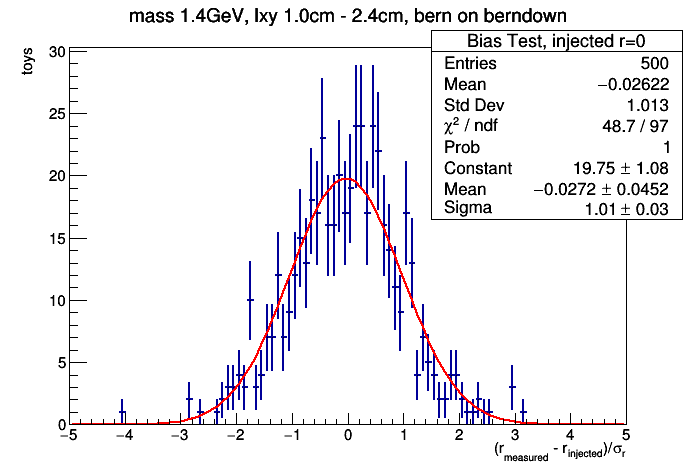 mass 1.4GeV, lxy 1.0cm - 2.4cm, bern on berndown
toys
Bias Test, injected r=0
Entries 500
Mean −0.02622
Std Dev 1.013
χ² / ndf 48.7 / 97
Prob 1
Constant 19.75 ± 1.08
Mean −0.0272 ± 0.0452
Sigma 1.01 ± 0.03
30
25
20
15
10
5
0
−5 −4 −3 −2 −1 0 1 2 3 4 5
(r_measured - r_injected)/σ_r